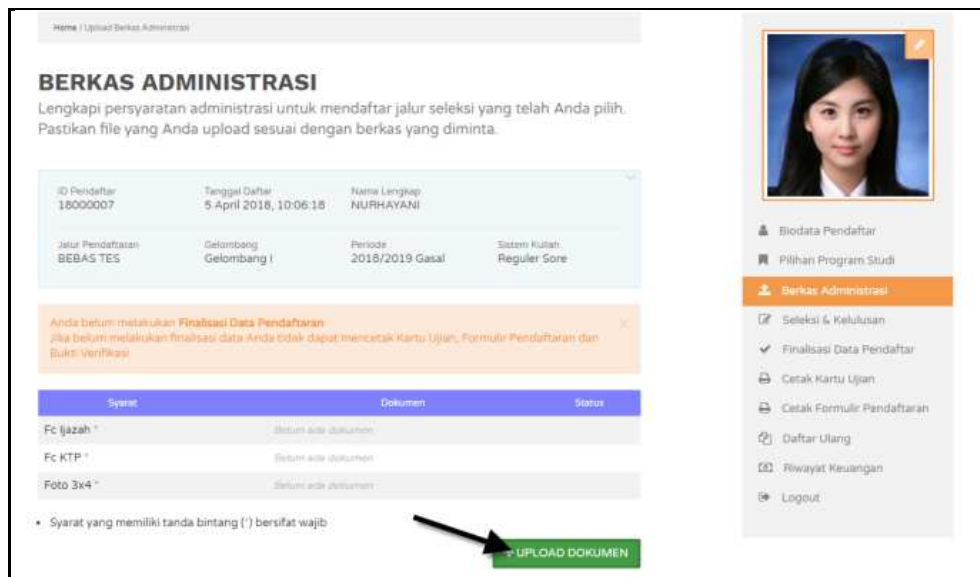 Home / Upload Berkas Administrasi
BERKAS ADMINISTRASI
Lengkapi persyaratan administrasi untuk mendaftar jalur seleksi yang telah Anda pilih.
Pastikan file yang Anda upload sesuai dengan berkas yang diminta.
ID Pendaftar Tanggal Daftar Nama Lengkap
18000007 5 April 2018, 10:06:18 NURHAYANI
Jalur Pendaftaran Gelombang Periode Sistem Kuliah
BEBAS TES Gelombang I 2018/2019 Gasal Reguler Sore
Anda belum melakukan Finalisasi Data Pendaftaran
Jika belum melakukan finalisasi data Anda tidak dapat mencetak Kartu Ujian, Formulir Pendaftaran dan
Bukti Verifikasi
Syarat Dokumen Status
Fc Ijazah * Belum ada dokumen
Fc KTP * Belum ada dokumen
Foto 3x4 * Belum ada dokumen
• Syarat yang memiliki tanda bintang (*) bersifat wajib
UPLOAD DOKUMEN
Biodata Pendaftar
Pilihan Program Studi
Berkas Administrasi
Seleksi & Kelulusan
Finalisasi Data Pendaftar
Cetak Kartu Ujian
Cetak Formulir Pendaftaran
Daftar Ulang
Riwayat Keuangan
Logout